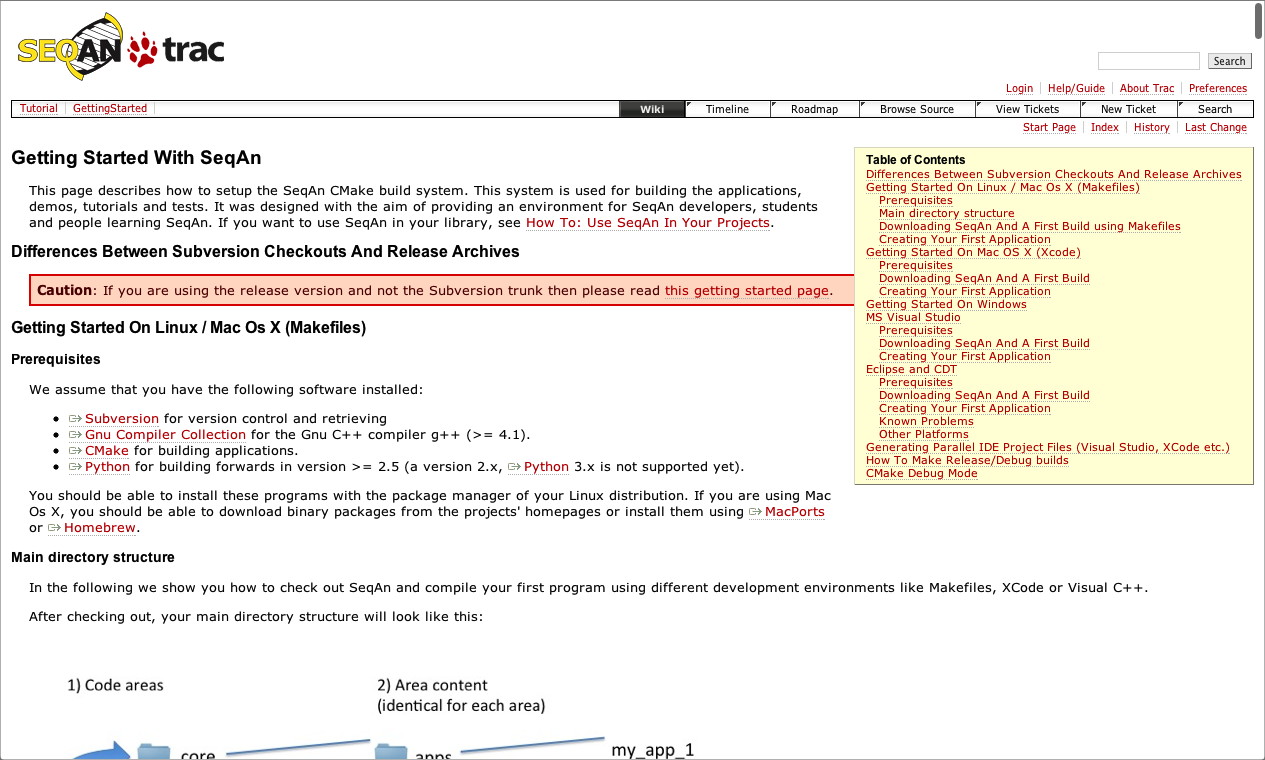 SEQAN trac
Search
Login Help/Guide About Trac Preferences
Tutorial GettingStarted
Wiki Timeline Roadmap Browse Source View Tickets New Ticket Search
Start Page Index History Last Change
Getting Started With SeqAn
This page describes how to setup the SeqAn CMake build system. This system is used for building the applications,
demos, tutorials and tests. It was designed with the aim of providing an environment for SeqAn developers, students
and people learning SeqAn. If you want to use SeqAn in your library, see How To: Use SeqAn In Your Projects.
Differences Between Subversion Checkouts And Release Archives
Caution: If you are using the release version and not the Subversion trunk then please read this getting started page.
Table of Contents
Differences Between Subversion Checkouts And Release Archives
Getting Started On Linux / Mac Os X (Makefiles)
Prerequisites
Main directory structure
Downloading SeqAn And A First Build using Makefiles
Creating Your First Application
Getting Started On Mac OS X (Xcode)
Prerequisites
Downloading SeqAn And A First Build
Creating Your First Application
Getting Started On Windows
MS Visual Studio
Prerequisites
Downloading SeqAn And A First Build
Creating Your First Application
Eclipse and CDT
Prerequisites
Downloading SeqAn And A First Build
Creating Your First Application
Known Problems
Other Platforms
Generating Parallel IDE Project Files (Visual Studio, XCode etc.)
How To Make Release/Debug builds
CMake Debug Mode
Getting Started On Linux / Mac Os X (Makefiles)
Prerequisites
We assume that you have the following software installed:
Subversion for version control and retrieving
Gnu Compiler Collection for the Gnu C++ compiler g++ (>= 4.1).
CMake for building applications.
Python for building forwards in version >= 2.5 (a version 2.x, Python 3.x is not supported yet).
You should be able to install these programs with the package manager of your Linux distribution. If you are using Mac
Os X, you should be able to download binary packages from the projects' homepages or install them using MacPorts
or Homebrew.
Main directory structure
In the following we show you how to check out SeqAn and compile your first program using different development environments like Makefiles, XCode or Visual C++.
After checking out, your main directory structure will look like this:
1) Code areas
2) Area content
(identical for each area)
core apps my_app_1